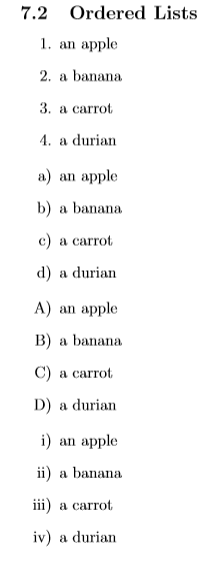 7.2 Ordered Lists
1. an apple
2. a banana
3. a carrot
4. a durian
a) an apple
b) a banana
c) a carrot
d) a durian
A) an apple
B) a banana
C) a carrot
D) a durian
i) an apple
ii) a banana
iii) a carrot
iv) a durian